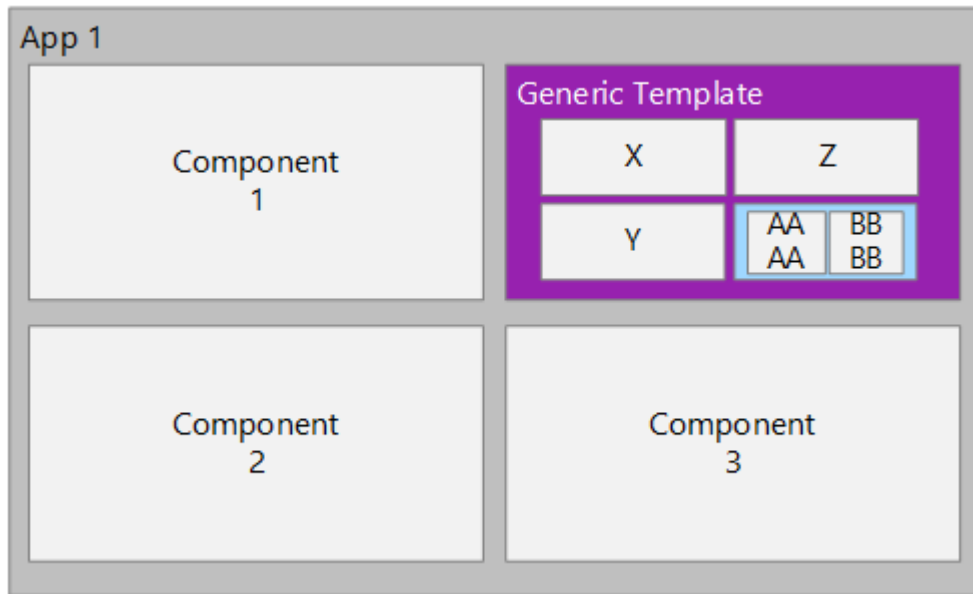 App 1
Component
1
Generic Template
X
Z
Y
AA
AA
BB
BB
Component
2
Component
3